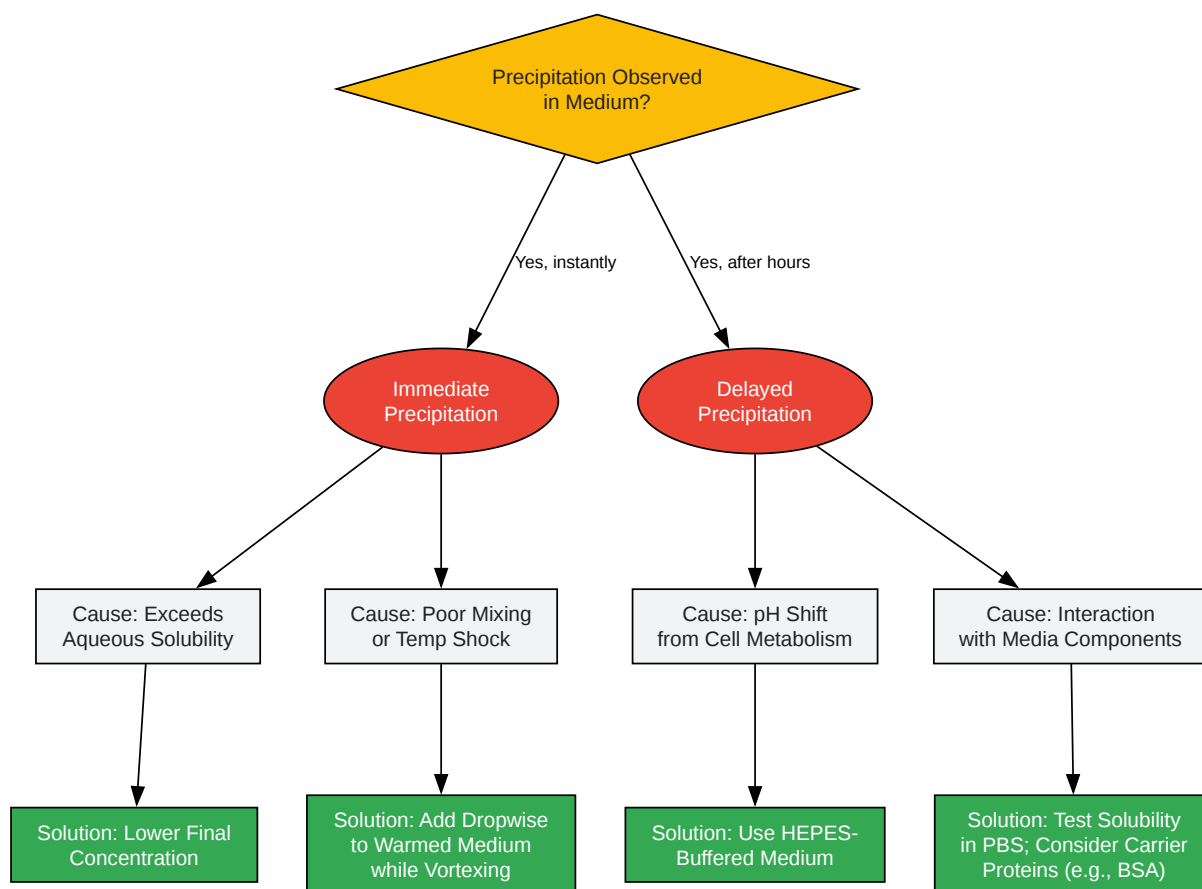 Precipitation Observed
in Medium?
Yes, instantly
Yes, after hours
Immediate
Precipitation
Delayed
Precipitation
Cause: Exceeds
Aqueous Solubility
Cause: Poor Mixing
or Temp Shock
Cause: pH Shift
from Cell Metabolism
Cause: Interaction
with Media Components
Solution: Lower Final
Concentration
Solution: Add Dropwise
to Warmed Medium
while Vortexing
Solution: Use HEPES-
Buffered Medium
Solution: Test Solubility
in PBS; Consider Carrier
Proteins (e.g., BSA)